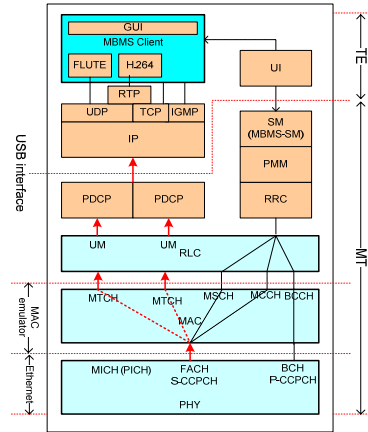 GUI
MBMS Client
FLUTE H.264
RTP
UDP TCP IGMP
IP
UI
SM
(MBMS-SM)
PMM
RRC
PDCP PDCP
UM UM
RLC
MTCH MTCH MSCH MCCH BCCH
MAC
MICH (PICH) FACH BCH
S-CCPCH P-CCPCH
PHY
USB interface
MAC
emulator
Ethernet
TE
MT